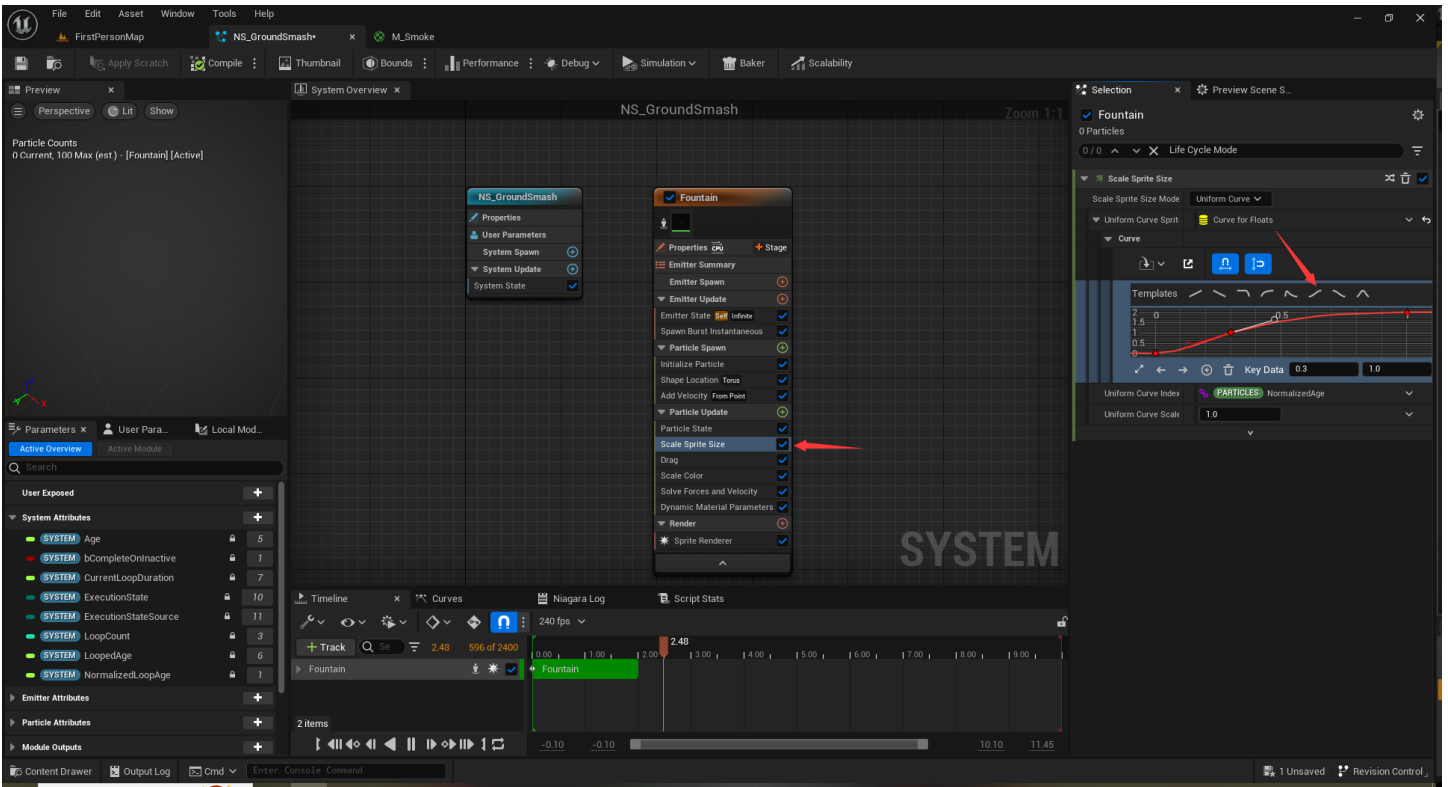 File Edit Asset Window Tools Help
FirstPersonMap NS_GroundSmash• M_Smoke
Apply Scratch Compile Thumbnail Bounds Performance Debug Simulation Baker Scalability
Preview
Perspective Lit Show
Particle Counts
0 Current, 100 Max (est.) - [Fountain] [Active]
X
System Overview
NS_GroundSmash
Zoom 1:1
NS_GroundSmash
Properties
User Parameters
System Spawn
System Update
System State
Fountain
Properties CPU + Stage
Emitter Summary
Emitter Spawn
Emitter Update
Emitter State Self Infinite
Spawn Burst Instantaneous
Particle Spawn
Initialize Particle
Shape Location Torus
Add Velocity From Point
Particle Update
Particle State
Scale Sprite Size
Drag
Scale Color
Solve Forces and Velocity
Dynamic Material Parameters
Render
Sprite Renderer
SYSTEM
Selection Preview Scene S...
Fountain
0 Particles
0 / 0 Life Cycle Mode
Scale Sprite Size
Scale Sprite Size Mode Uniform Curve
Uniform Curve Sprit Curve for Floats
Curve
Templates
2 0 0.5 1
1.5
1
0.5
0
Key Data 0.3 1.0
Uniform Curve Index PARTICLES NormalizedAge
Uniform Curve Scale 1.0
Parameters User Para... Local Mod...
Active Overview Active Module
Search
User Exposed
System Attributes
SYSTEM Age 5
SYSTEM bCompleteOnInactive 1
SYSTEM CurrentLoopDuration 7
SYSTEM ExecutionState 10
SYSTEM ExecutionStateSource 11
SYSTEM LoopCount 3
SYSTEM LoopedAge 6
SYSTEM NormalizedLoopAge 1
Emitter Attributes
Particle Attributes
Module Outputs
Timeline Curves Niagara Log Script Stats
240 fps
+ Track Se 2.48 596 of 2400
2.48
0.00 1.00 2.00 3.00 4.00 5.00 6.00 7.00 8.00 9.00
Fountain Fountain
2 items
-0.10 -0.10 10.10 11.45
Content Drawer Output Log Cmd Enter Console Command 1 Unsaved Revision Control